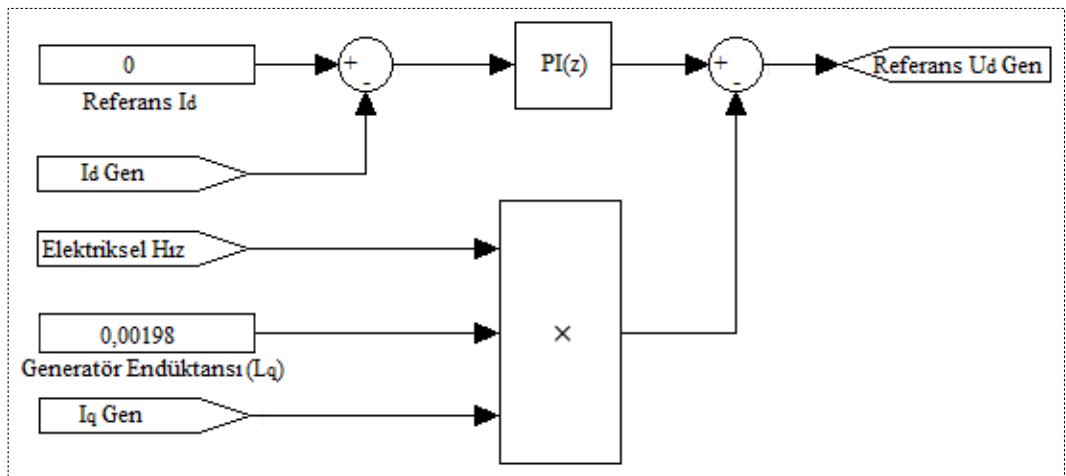 0
Referans Id
+
-
PI(z)
+
-
Referans Ud Gen
Id Gen
Elektriksel Hız
0,00198
Generatör Endüktansı (Lq)
×
Iq Gen